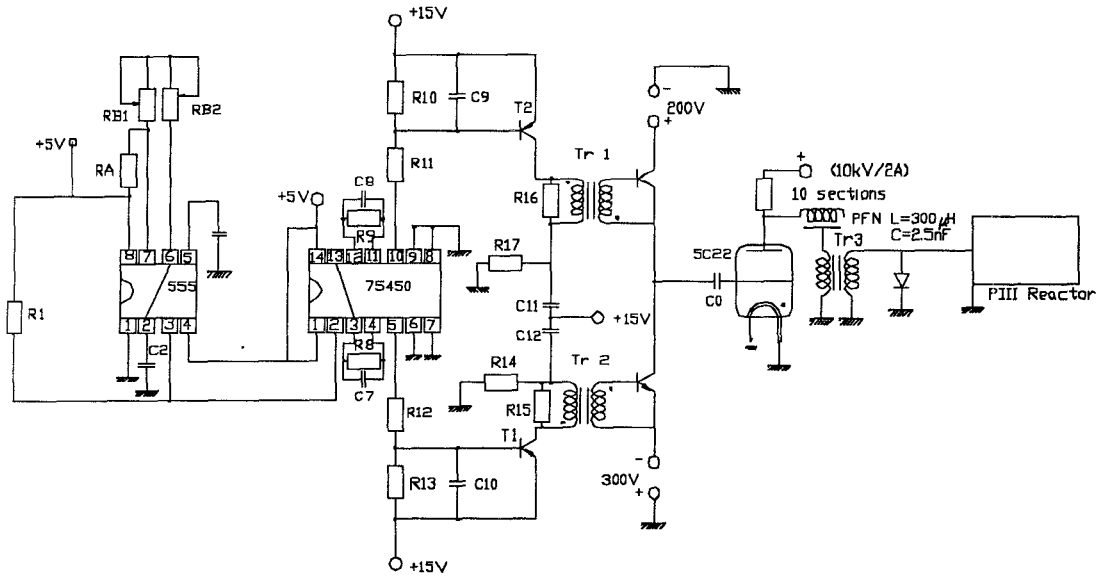 +15V
R10
C9
T2
R11
200V
-
+
RB1
RB2
+5V
RA
R1
8 7 6 5
555
1 2 3 4
C2
+5V
C8
R9
14 13 12 11 10 9 8
75450
1 2 3 4 5 6 7
R8
C7
R12
R13
C10
T1
+15V
Tr 1
R16
R17
C11
+15V
C12
Tr 2
R14
R15
300V
-
+
C0
5C22
+
(10kV/2A)
10 sections
PFN L=300μH
C=2.5nF
Tr3
PIII Reactor